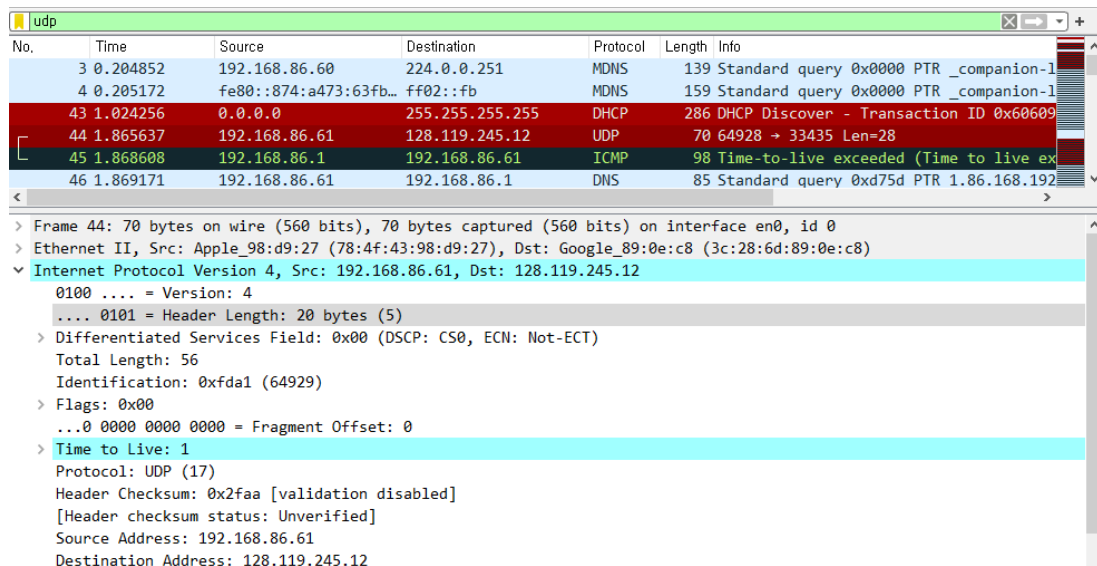 udp
No. Time Source Destination Protocol Length Info
3 0.204852 192.168.86.60 224.0.0.251 MDNS 139 Standard query 0x0000 PTR _companion-l
4 0.205172 fe80::874:a473:63fb… ff02::fb MDNS 159 Standard query 0x0000 PTR _companion-l
43 1.024256 0.0.0.0 255.255.255.255 DHCP 286 DHCP Discover - Transaction ID 0x60609
44 1.865637 192.168.86.61 128.119.245.12 UDP 70 64928 → 33435 Len=28
45 1.868608 192.168.86.1 192.168.86.61 ICMP 98 Time-to-live exceeded (Time to live ex
46 1.869171 192.168.86.61 192.168.86.1 DNS 85 Standard query 0xd75d PTR 1.86.168.192
Frame 44: 70 bytes on wire (560 bits), 70 bytes captured (560 bits) on interface en0, id 0
Ethernet II, Src: Apple_98:d9:27 (78:4f:43:98:d9:27), Dst: Google_89:0e:c8 (3c:28:6d:89:0e:c8)
Internet Protocol Version 4, Src: 192.168.86.61, Dst: 128.119.245.12
0100 .... = Version: 4
.... 0101 = Header Length: 20 bytes (5)
Differentiated Services Field: 0x00 (DSCP: CS0, ECN: Not-ECT)
Total Length: 56
Identification: 0xfda1 (64929)
Flags: 0x00
...0 0000 0000 0000 = Fragment Offset: 0
Time to Live: 1
Protocol: UDP (17)
Header Checksum: 0x2faa [validation disabled]
[Header checksum status: Unverified]
Source Address: 192.168.86.61
Destination Address: 128.119.245.12